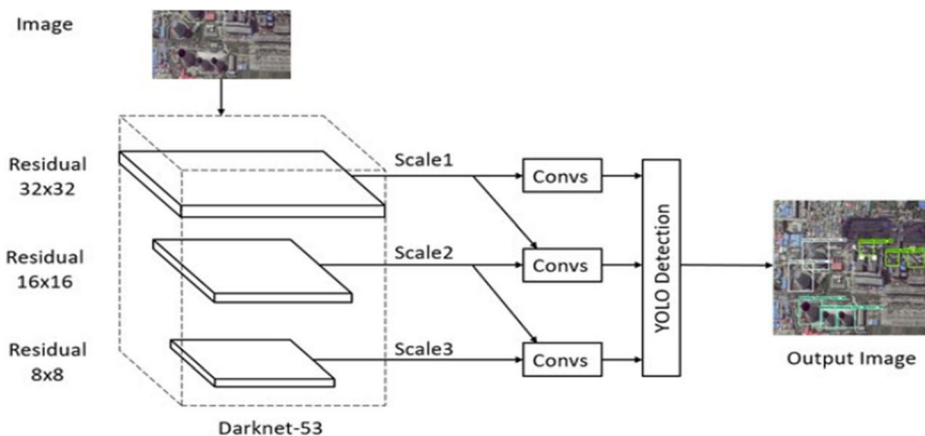 Image
Residual
32x32
Scale1
Convs
Residual
16x16
Scale2
Convs
Residual
8x8
Scale3
Convs
YOLO Detection
Output Image
Darknet-53